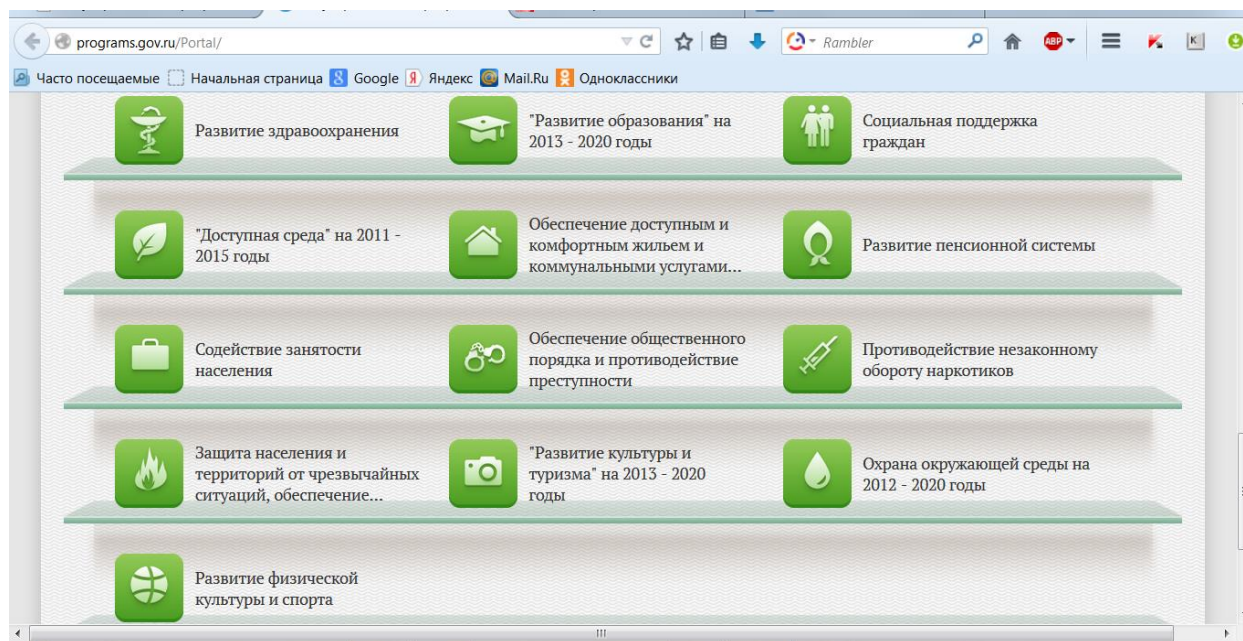 programs.gov.ru/Portal/
Rambler
ABP
K
Часто посещаемые Начальная страница 8 Google Я Яндекс @ Mail.Ru Одноклассники
Развитие здравоохранения
"Развитие образования" на
2013 - 2020 годы
Социальная поддержка
граждан
"Доступная среда" на 2011 -
2015 годы
Обеспечение доступным и
комфортным жильем и
коммунальными услугами...
Развитие пенсионной системы
Содействие занятости
населения
Обеспечение общественного
порядка и противодействие
преступности
Противодействие незаконному
обороту наркотиков
Защита населения и
территорий от чрезвычайных
ситуаций, обеспечение...
"Развитие культуры и
туризма" на 2013 - 2020
годы
Охрана окружающей среды на
2012 - 2020 годы
Развитие физической
культуры и спорта